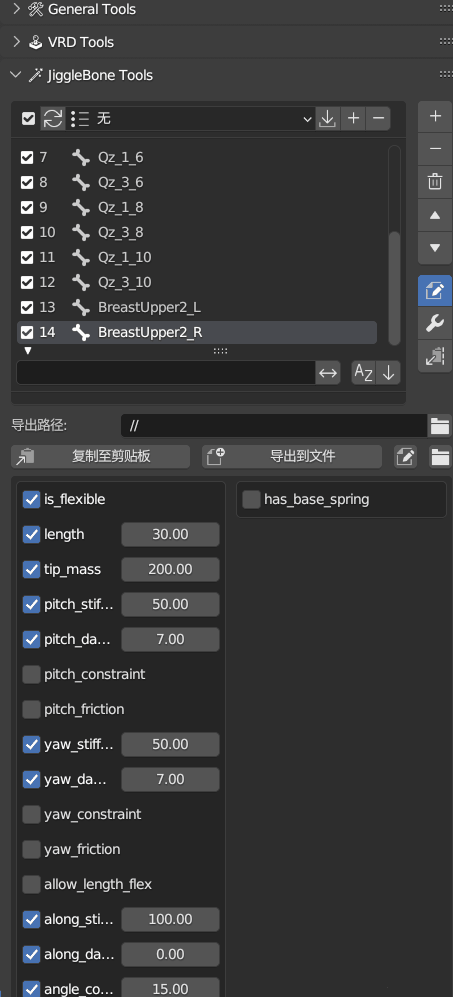 General Tools
VRD Tools
JiggleBone Tools
无
7 Qz_1_6
8 Qz_3_6
9 Qz_1_8
10 Qz_3_8
11 Qz_1_10
12 Qz_3_10
13 BreastUpper2_L
14 BreastUpper2_R
AZ
导出路径: //
复制至剪贴板 导出到文件
is_flexible has_base_spring
length 30.00
tip_mass 200.00
pitch_stif... 50.00
pitch_da... 7.00
pitch_constraint
pitch_friction
yaw_stiff... 50.00
yaw_da... 7.00
yaw_constraint
yaw_friction
allow_length_flex
along_sti... 100.00
along_da... 0.00
angle_co... 15.00